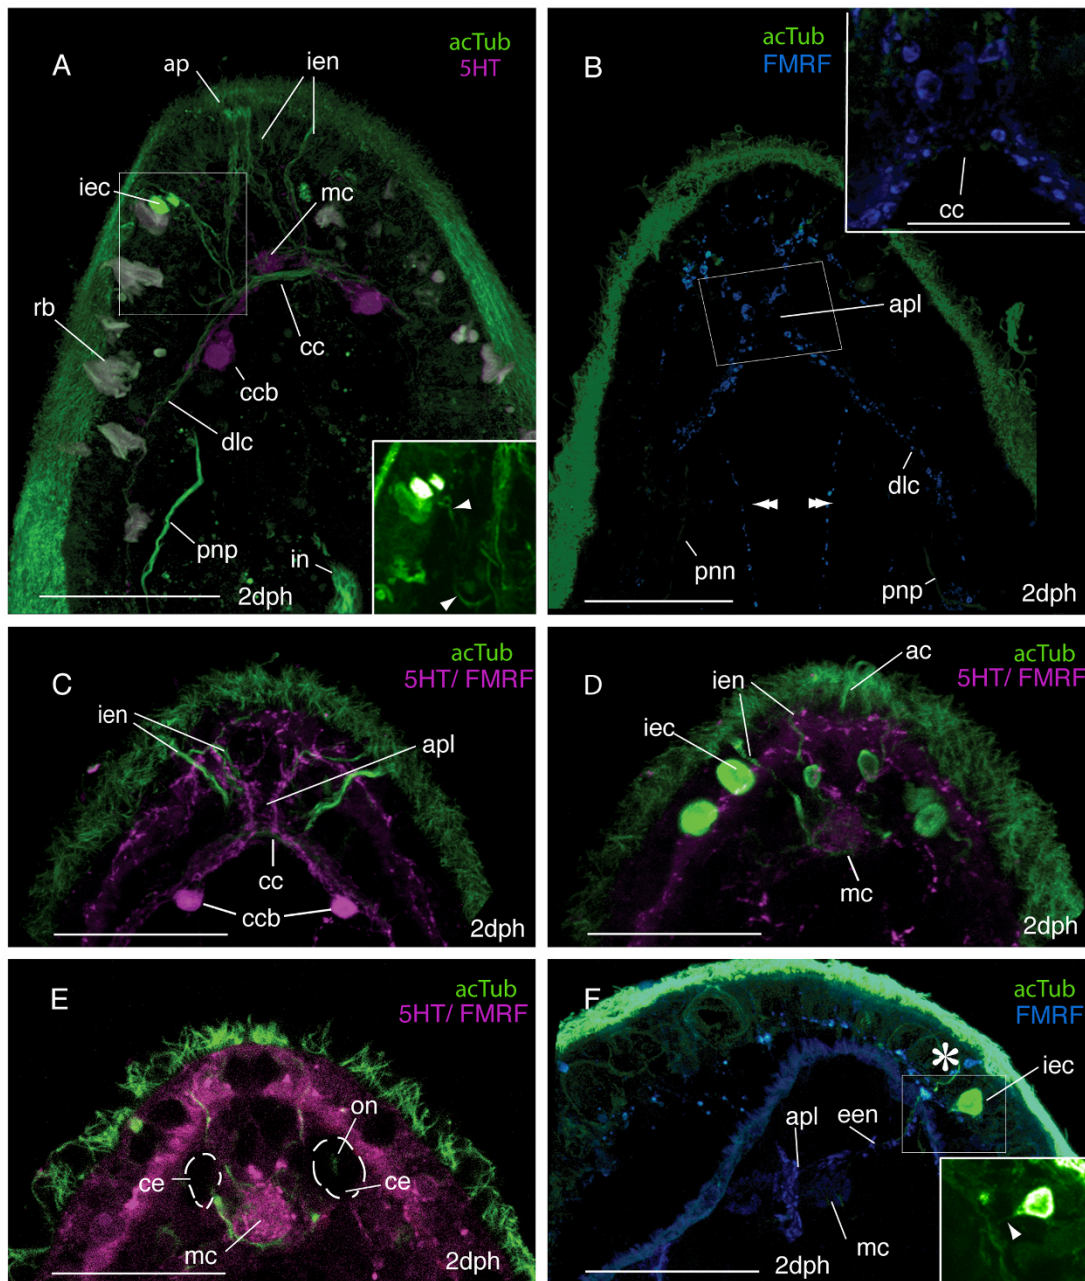 A
acTub
5HT
ap
ien
iec
mc
rb
cc
ccb
dlc
pnp
in
2dph
B
acTub
FMRF
cc
apl
dlc
pnn
pnp
2dph
C
acTub
5HT/ FMRF
ien
apl
cc
ccb
2dph
D
acTub
5HT/ FMRF
ac
ien
iec
mc
2dph
E
acTub
5HT/ FMRF
on
ce
ce
mc
2dph
F
acTub
FMRF
*
iec
apl
een
mc
2dph